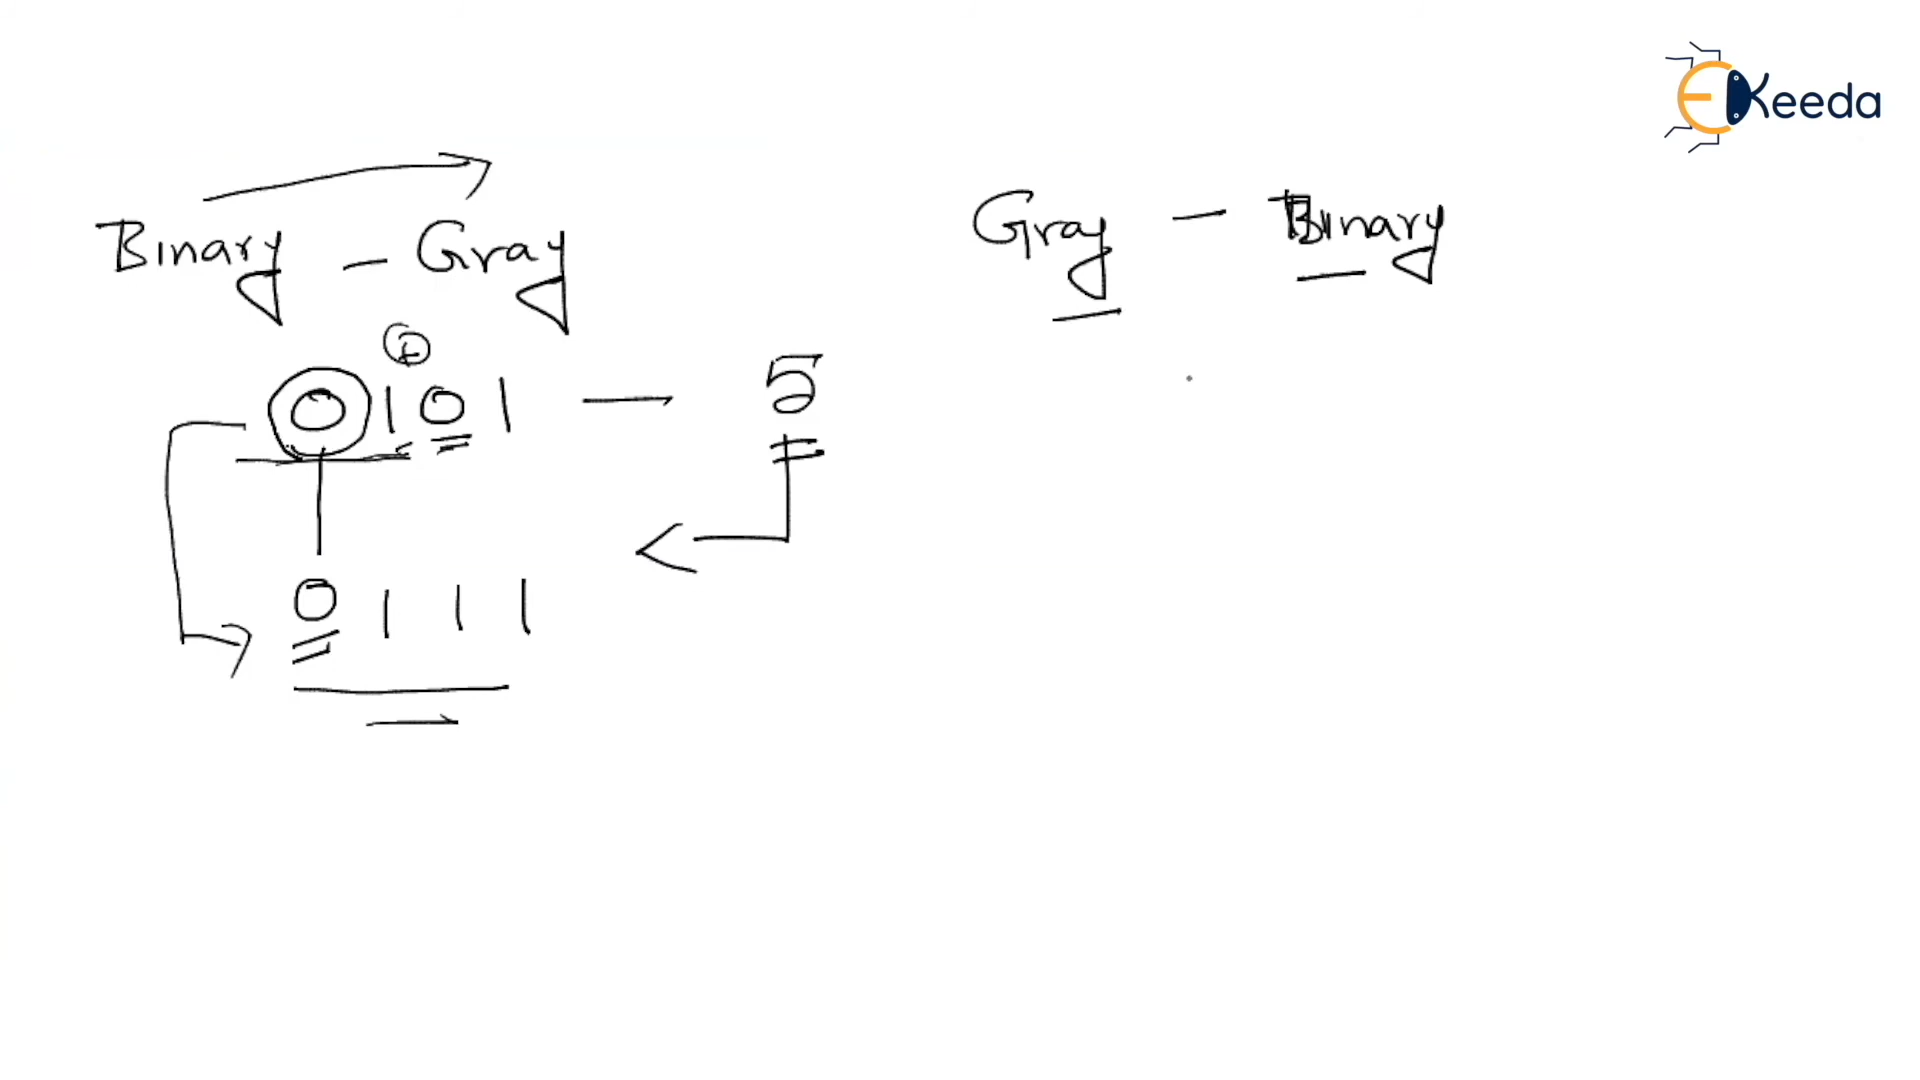 EKeeda
Binary – Gray
⊕
0101 — 5
0111
Gray – Binary